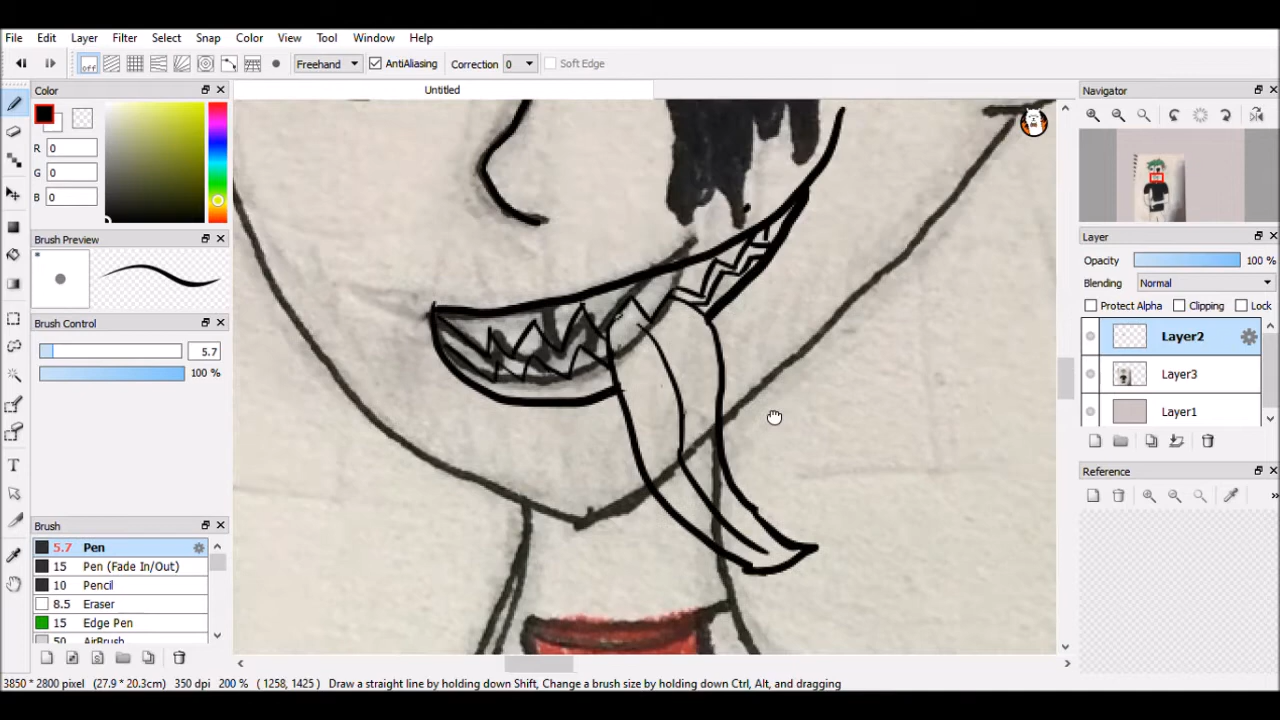 File Edit Layer Filter Select Snap Color View Tool Window Help
off Freehand AntiAliasing Correction 0 Soft Edge
Color
R 0
G 0
B 0
Brush Preview
Brush Control
5.7
100 %
Brush
5.7 Pen
15 Pen (Fade In/Out)
10 Pencil
8.5 Eraser
15 Edge Pen
50 AirBrush
Untitled
Navigator
Layer
Opacity 100 %
Blending Normal
Protect Alpha Clipping Lock
Layer2
Layer3
Layer1
Reference
»
3850 * 2800 pixel (27.9 * 20.3cm) 350 dpi 200 % ( 1258, 1425) Draw a straight line by holding down Shift, Change a brush size by holding down Ctrl, Alt, and dragging